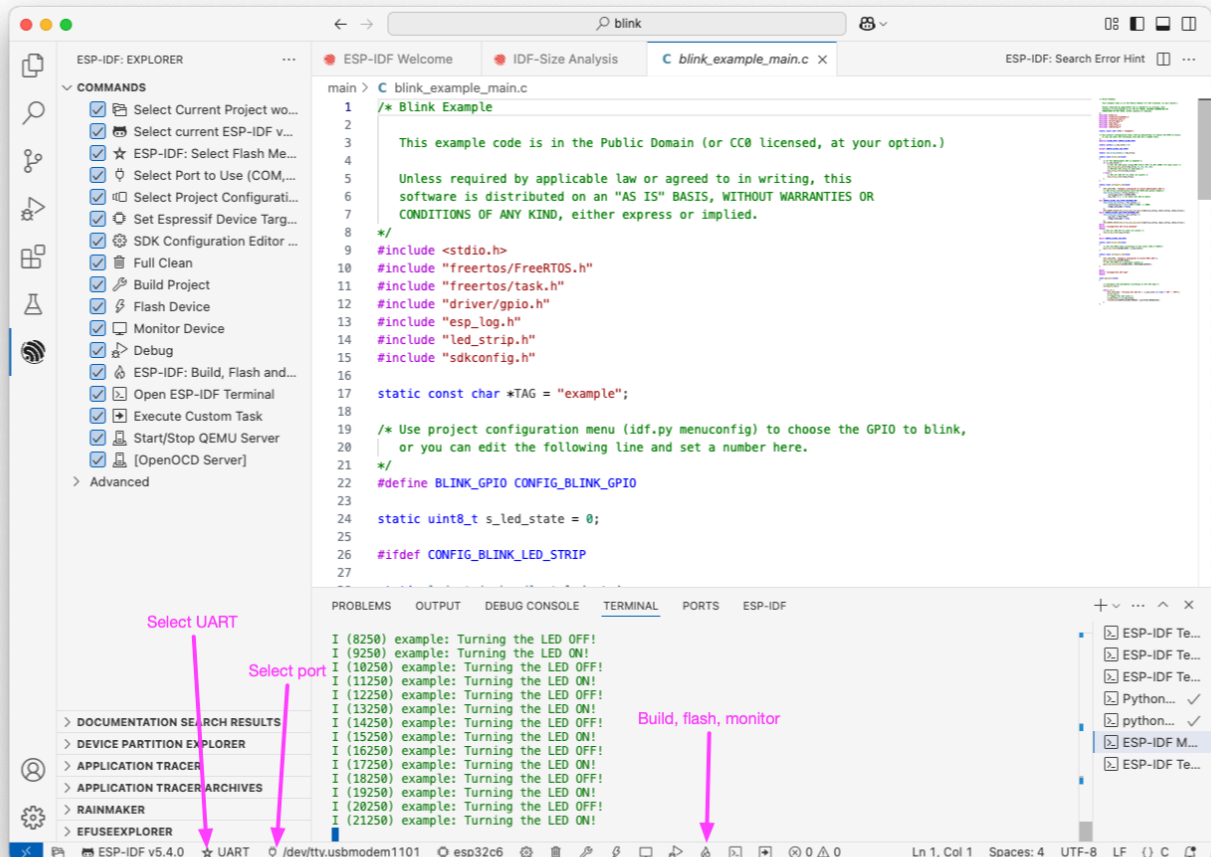 blink
ESP-IDF: EXPLORER
ESP-IDF Welcome
IDF-Size Analysis
C blink_example_main.c
ESP-IDF: Search Error Hint
COMMANDS
Select Current Project wo...
Select current ESP-IDF v...
ESP-IDF: Select Flash Me...
Select Port to Use (COM,...
Select Project Configurati...
Set Espressif Device Targ...
SDK Configuration Editor ...
Full Clean
Build Project
Flash Device
Monitor Device
Debug
ESP-IDF: Build, Flash and...
Open ESP-IDF Terminal
Execute Custom Task
Start/Stop QEMU Server
[OpenOCD Server]
Advanced
DOCUMENTATION SEARCH RESULTS
DEVICE PARTITION EXPLORER
APPLICATION TRACER
APPLICATION TRACER ARCHIVES
RAINMAKER
EFUSEEXPLORER
main > C blink_example_main.c
1 /* Blink Example
2
3 This example code is in the Public Domain (or CC0 licensed, at your option.)
4
5 Unless required by applicable law or agreed to in writing, this
6 software is distributed on an "AS IS" BASIS, WITHOUT WARRANTIES OR
7 CONDITIONS OF ANY KIND, either express or implied.
8 */
9 #include <stdio.h>
10 #include "freertos/FreeRTOS.h"
11 #include "freertos/task.h"
12 #include "driver/gpio.h"
13 #include "esp_log.h"
14 #include "led_strip.h"
15 #include "sdkconfig.h"
16
17 static const char *TAG = "example";
18
19 /* Use project configuration menu (idf.py menuconfig) to choose the GPIO to blink,
20 or you can edit the following line and set a number here.
21 */
22 #define BLINK_GPIO CONFIG_BLINK_GPIO
23
24 static uint8_t s_led_state = 0;
25
26 #ifdef CONFIG_BLINK_LED_STRIP
27
PROBLEMS OUTPUT DEBUG CONSOLE TERMINAL PORTS ESP-IDF
I (8250) example: Turning the LED OFF!
I (9250) example: Turning the LED ON!
I (10250) example: Turning the LED OFF!
I (11250) example: Turning the LED ON!
I (12250) example: Turning the LED OFF!
I (13250) example: Turning the LED ON!
I (14250) example: Turning the LED OFF!
I (15250) example: Turning the LED ON!
I (16250) example: Turning the LED OFF!
I (17250) example: Turning the LED ON!
I (18250) example: Turning the LED OFF!
I (19250) example: Turning the LED ON!
I (20250) example: Turning the LED OFF!
I (21250) example: Turning the LED ON!
ESP-IDF Te...
ESP-IDF Te...
ESP-IDF Te...
Python...
python...
ESP-IDF M...
ESP-IDF Te...
Select UART
Select port
Build, flash, monitor
ESP-IDF v5.4.0 UART /dev/tty.usbmodem1101 esp32c6 0 0 Ln 1, Col 1 Spaces: 4 UTF-8 LF {} C